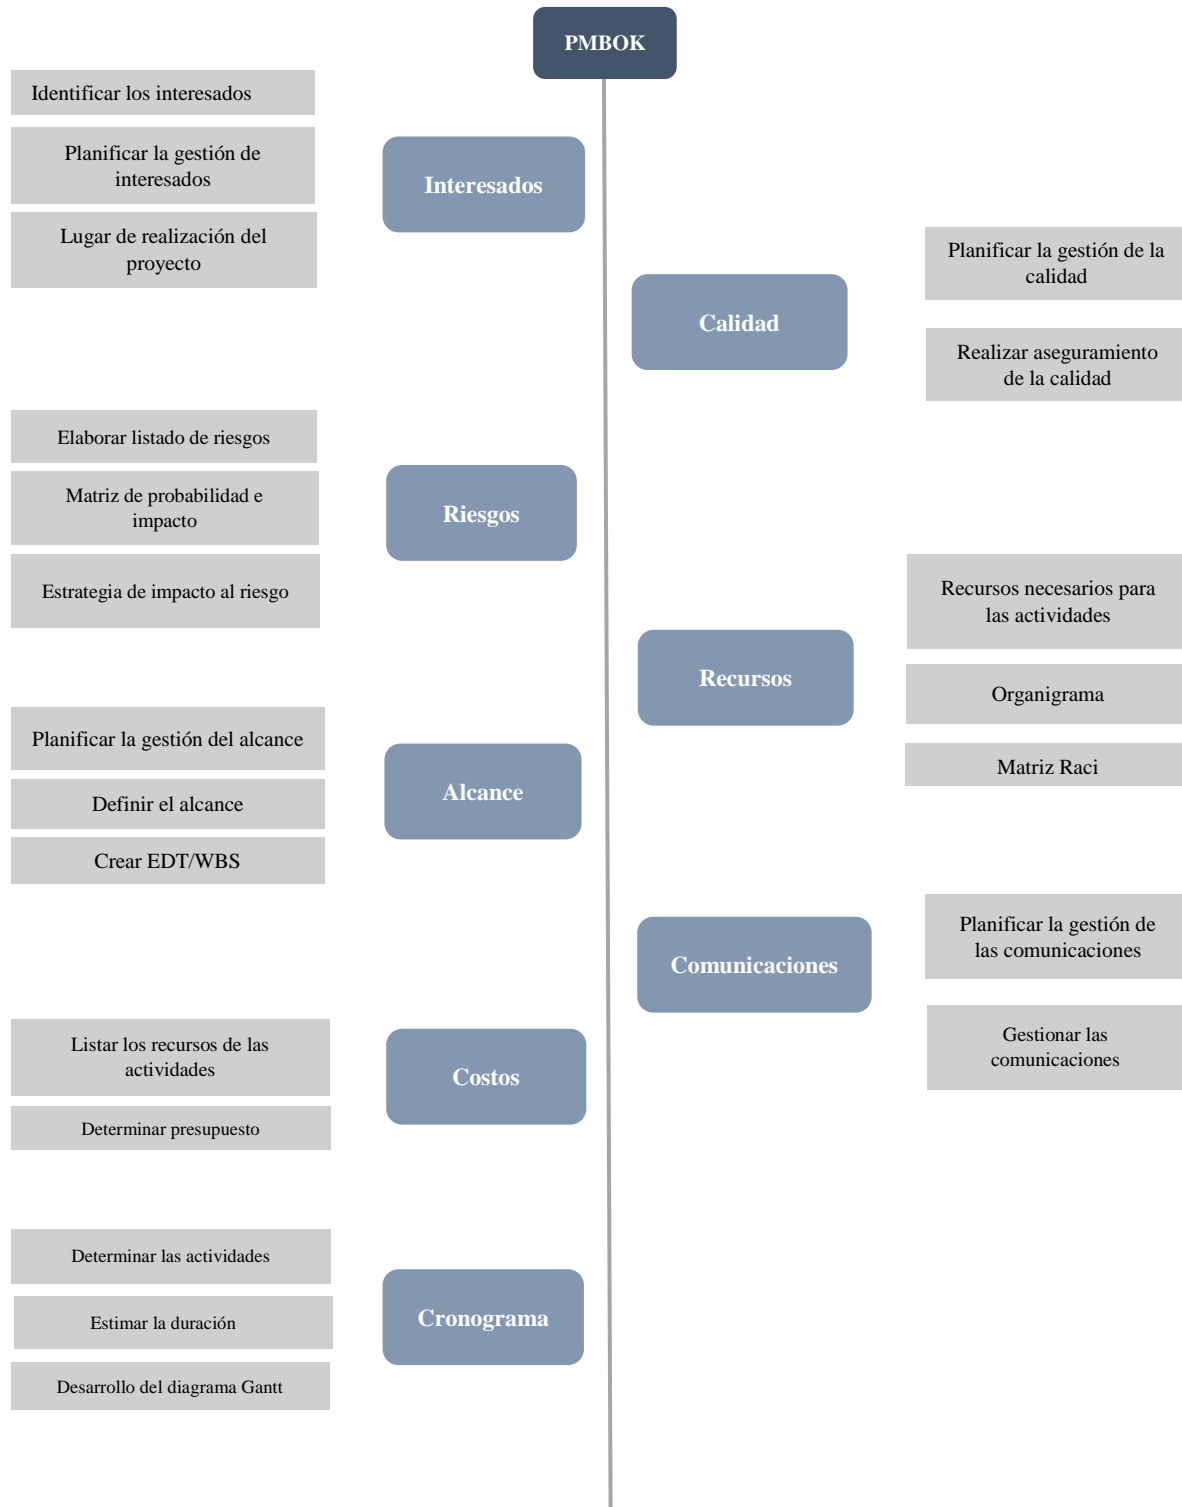 PMBOK
Identificar los interesados
Planificar la gestión de
interesados
Lugar de realización del
proyecto
Interesados
Planificar la gestión de la
calidad
Realizar aseguramiento
de la calidad
Calidad
Elaborar listado de riesgos
Matriz de probabilidad e
impacto
Estrategia de impacto al riesgo
Riesgos
Recursos necesarios para
las actividades
Organigrama
Matriz Raci
Recursos
Planificar la gestión del alcance
Definir el alcance
Crear EDT/WBS
Alcance
Planificar la gestión de
las comunicaciones
Gestionar las
comunicaciones
Comunicaciones
Listar los recursos de las
actividades
Determinar presupuesto
Costos
Determinar las actividades
Estimar la duración
Desarrollo del diagrama Gantt
Cronograma